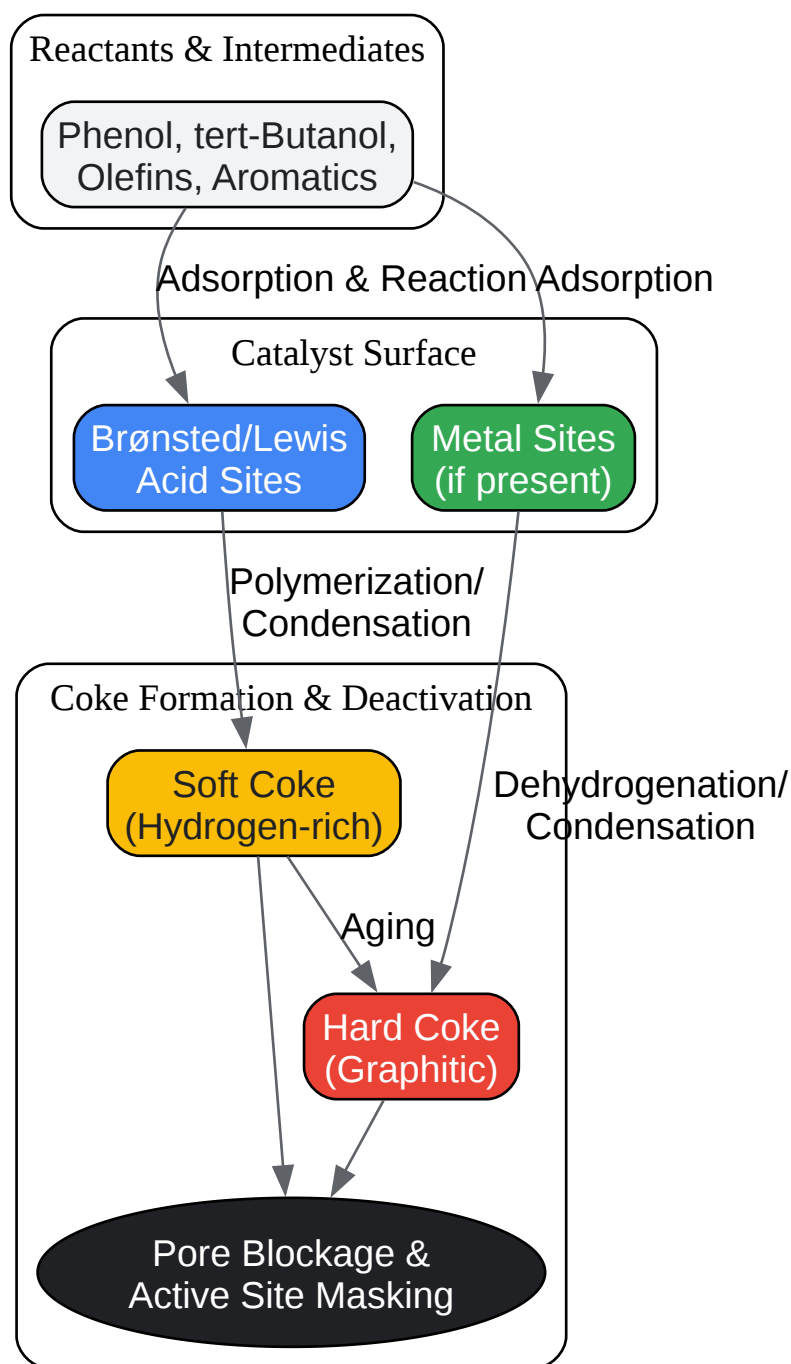 Reactants & Intermediates
Phenol, tert-Butanol,
Olefins, Aromatics
Adsorption & Reaction
Adsorption
Catalyst Surface
Brønsted/Lewis
Acid Sites
Metal Sites
(if present)
Polymerization/
Condensation
Coke Formation & Deactivation
Soft Coke
(Hydrogen-rich)
Dehydrogenation/
Condensation
Aging
Hard Coke
(Graphitic)
Pore Blockage &
Active Site Masking